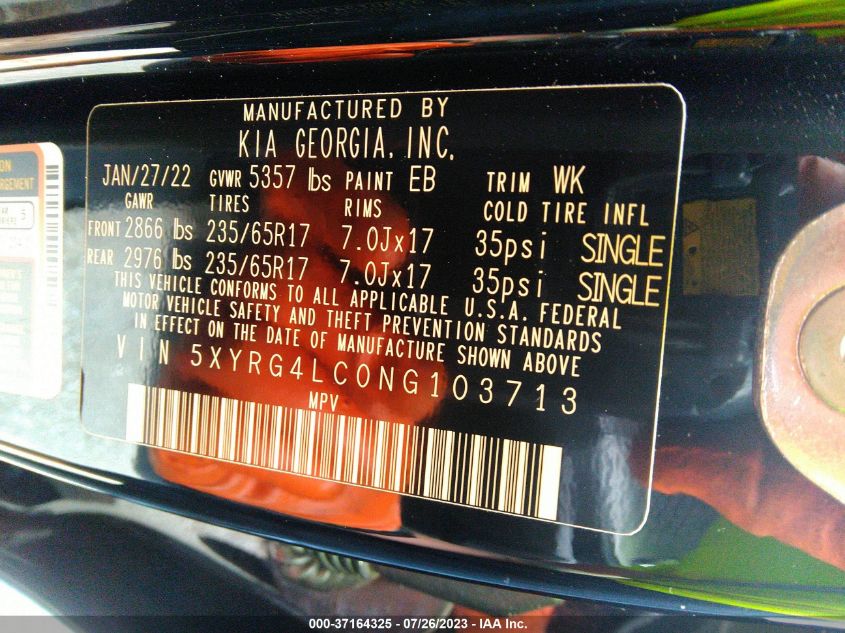 MANUFACTURED BY
KIA GEORGIA, INC.
JAN/27/22 GVWR 5357 lbs PAINT EB TRIM WK
GAWR TIRES RIMS COLD TIRE INFL
FRONT 2866 lbs 235/65R17 7.0Jx17 35psi SINGLE
REAR 2976 lbs 235/65R17 7.0Jx17 35psi SINGLE
THIS VEHICLE CONFORMS TO ALL APPLICABLE U.S.A. FEDERAL
MOTOR VEHICLE SAFETY AND THEFT PREVENTION STANDARDS
IN EFFECT ON THE DATE OF MANUFACTURE SHOWN ABOVE
VIN 5XYRG4LC0NG103713
MPV
000-37164325 - 07/26/2023 - IAA Inc.